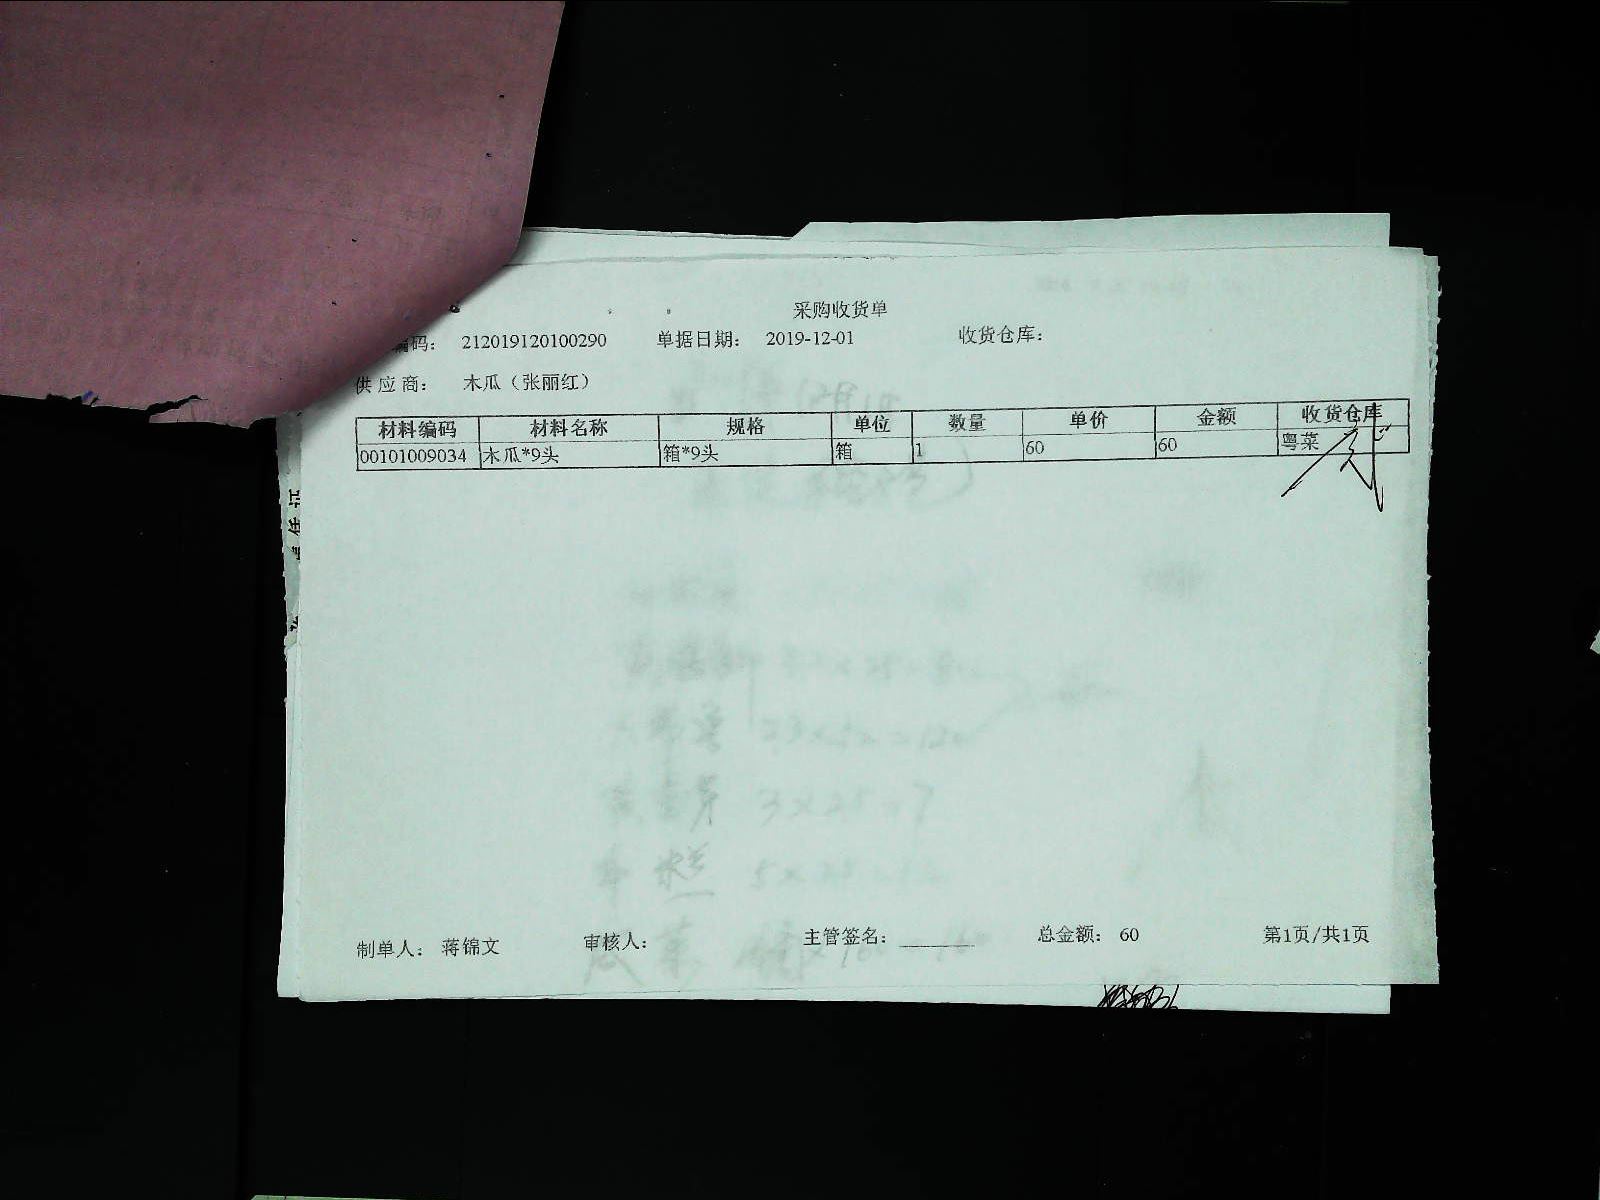 采购收货单
编码： 212019120100290 单据日期： 2019-12-01 收货仓库：
供应商： 木瓜（张丽红）
材料编码 材料名称 规格 单位 数量 单价 金额 收货仓库
00101009034 木瓜*9头 箱*9头 箱 1 60 60 粤菜
制单人： 蒋锦文 审核人： 主管签名： ________ 总金额： 60 第1页/共1页